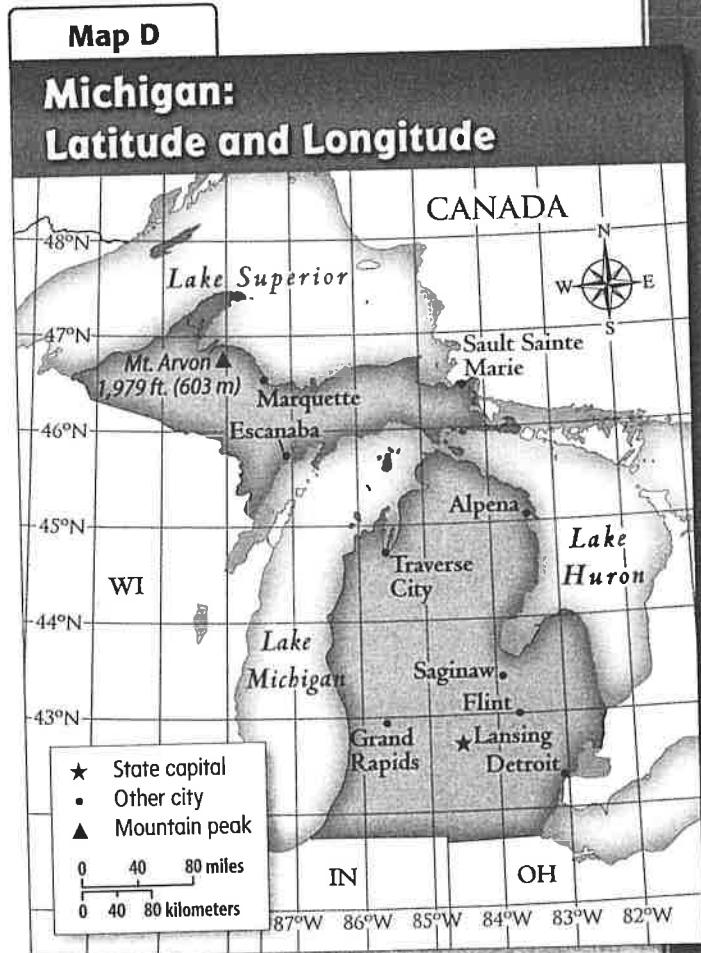 Map D
Michigan:
Latitude and Longitude
CANADA
48°N
N
W
E
S
Lake Superior
47°N
Sault Sainte
Marie
Mt. Arvon
1,979 ft. (603 m)
Marquette
46°N
Escanaba
45°N
Alpena
Lake
Huron
WI
Traverse
City
44°N
Lake
Michigan
Saginaw
Flint
43°N
Grand
Rapids
Lansing
Detroit
State capital
Other city
Mountain peak
0 40 80 miles
0 40 80 kilometers
IN
OH
87°W 86°W 85°W 84°W 83°W 82°W